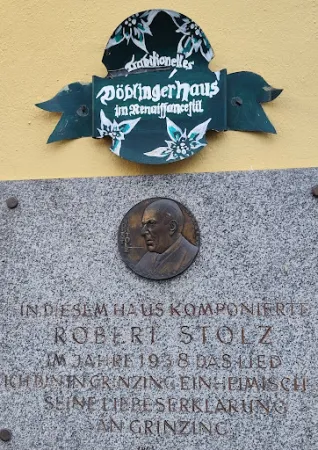 Traditionelles
Döblinger Haus
im Renaissancestil
IN DIESEM HAUS KOMPONIERTE
ROBERT STOLZ
IM JAHRE 1938 DAS LIED
ICH BIN IN GRINZING EINHEIMISCH
SEINE LIEBESERKLÄRUNG
AN GRINZING